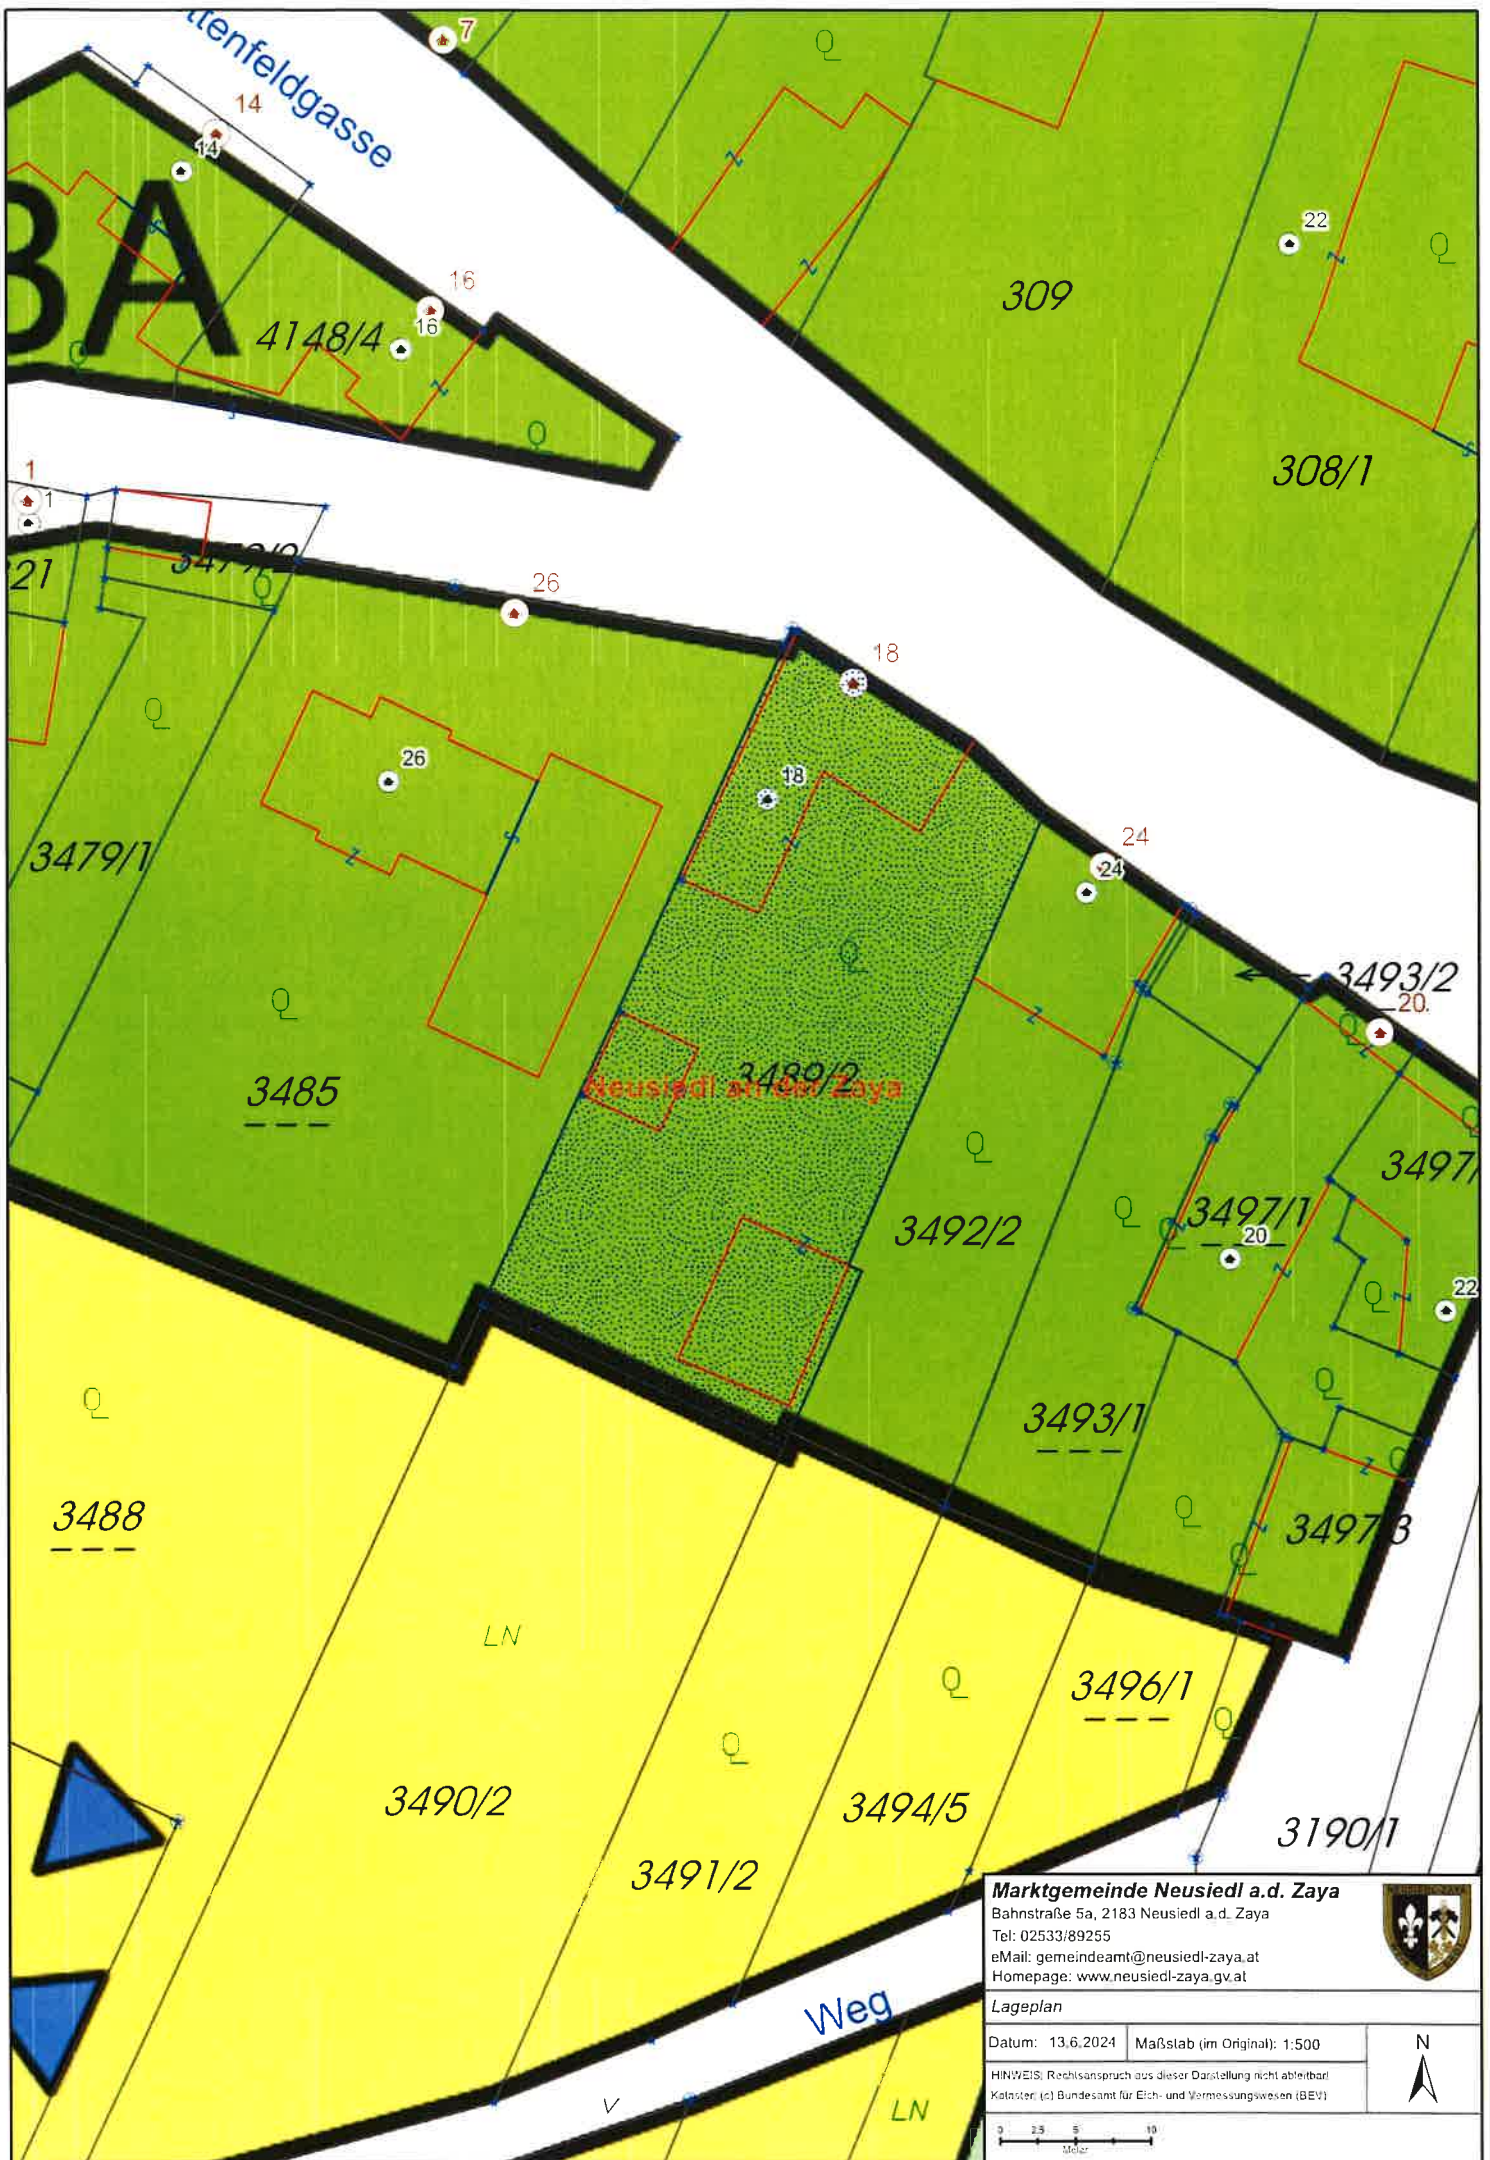 ttenfeldgasse
7
14
14
3A
16
16
4148/4
22
309
308/1
1
1
3479/2
21
26
18
26
18
3479/1
24
24
3493/2
20
3485
3489/2
Neusiedl an der Zaya
3497/
3492/2
3497/1
20
22
3493/1
3488
3497/3
LN
3496/1
3490/2
3494/5
3491/2
3190/1
Weg
V
LN
Marktgemeinde Neusiedl a.d. Zaya
Bahnstraße 5a, 2183 Neusiedl a.d. Zaya
Tel: 02533/89255
eMail: gemeindeamt@neusiedl-zaya.at
Homepage: www.neusiedl-zaya.gv.at
Lageplan
Datum: 13.6.2024 Maßstab (im Original): 1:500
N
HINWEIS: Rechtsanspruch aus dieser Darstellung nicht ableitbar!
Kataster: (c) Bundesamt für Eich- und Vermessungswesen (BEV)
0 2,5 5 10
Meter